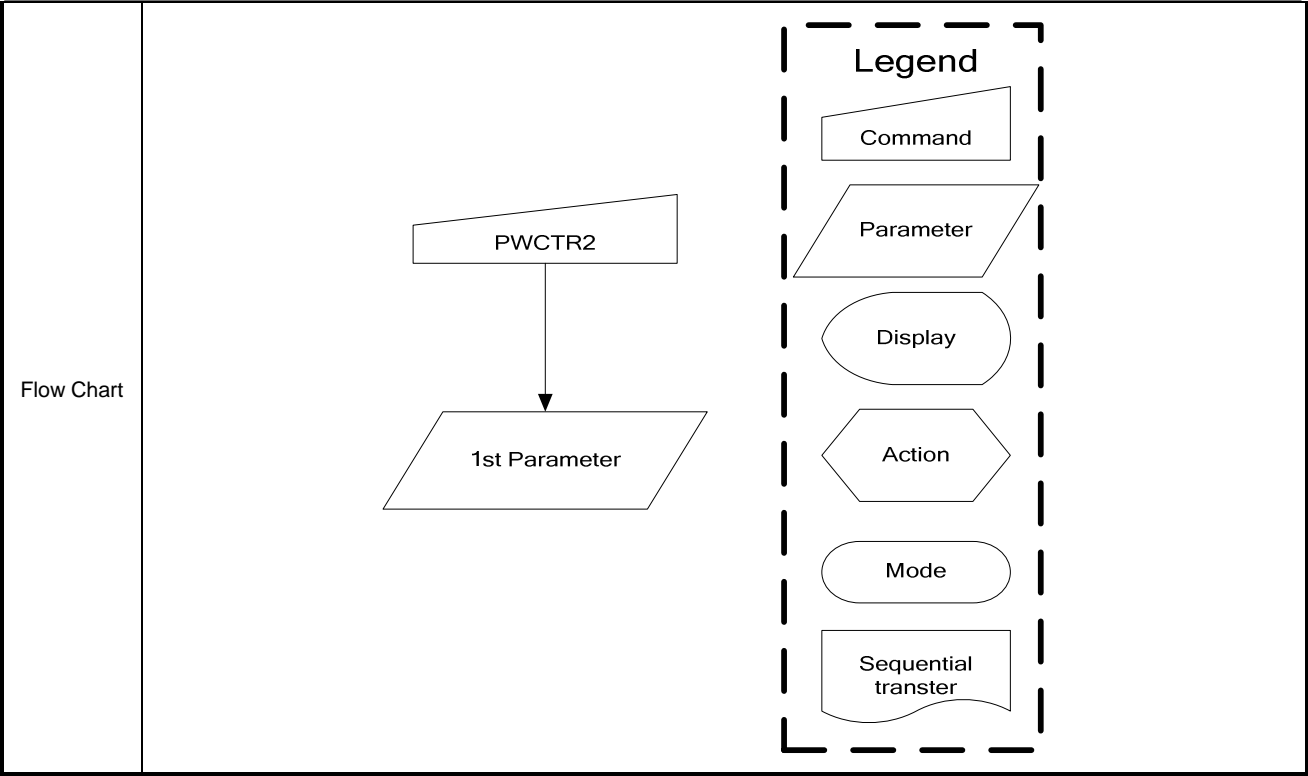 Flow Chart
PWCTR2
1st Parameter
Legend
Command
Parameter
Display
Action
Mode
Sequential
transter